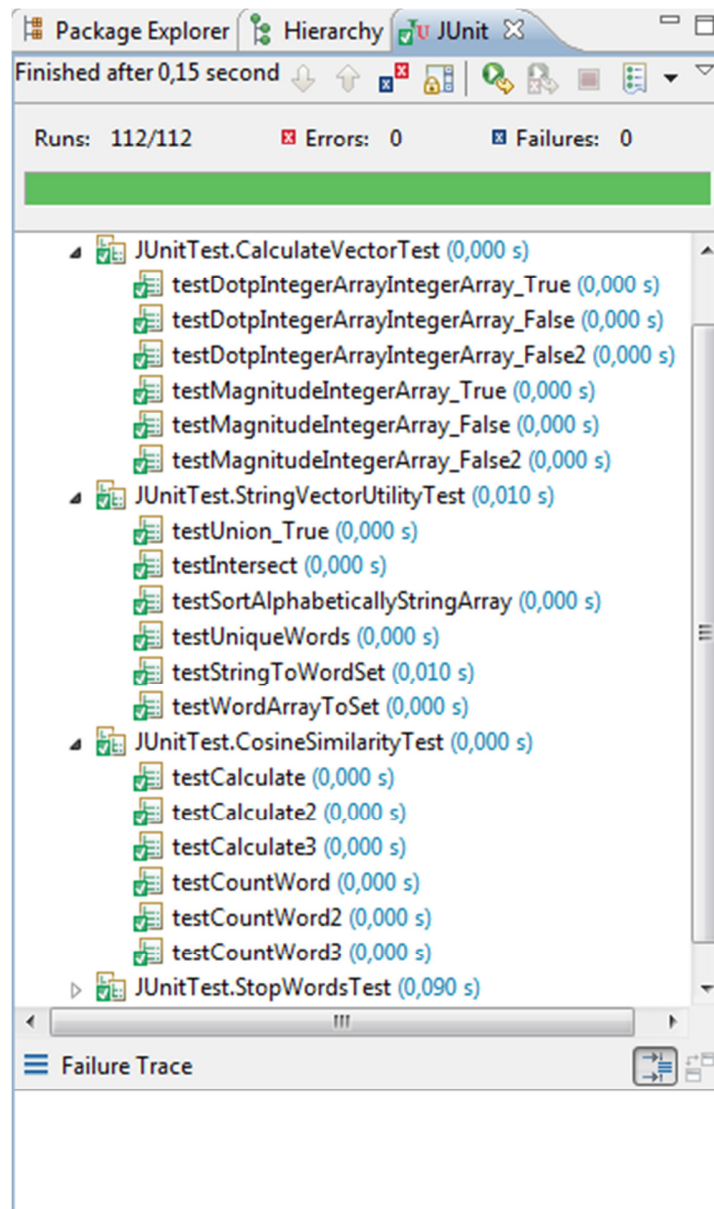 Package Explorer Hierarchy JU JUnit
Finished after 0,15 second
Runs: 112/112 Errors: 0 Failures: 0
JUnitTest.CalculateVectorTest (0,000 s)
testDotpIntegerArrayIntegerArray_True (0,000 s)
testDotpIntegerArrayIntegerArray_False (0,000 s)
testDotpIntegerArrayIntegerArray_False2 (0,000 s)
testMagnitudeIntegerArray_True (0,000 s)
testMagnitudeIntegerArray_False (0,000 s)
testMagnitudeIntegerArray_False2 (0,000 s)
JUnitTest.StringVectorUtilityTest (0,010 s)
testUnion_True (0,000 s)
testIntersect (0,000 s)
testSortAlphabeticallyStringArray (0,000 s)
testUniqueWords (0,000 s)
testStringToWordSet (0,010 s)
testWordArrayToSet (0,000 s)
JUnitTest.CosineSimilarityTest (0,000 s)
testCalculate (0,000 s)
testCalculate2 (0,000 s)
testCalculate3 (0,000 s)
testCountWord (0,000 s)
testCountWord2 (0,000 s)
testCountWord3 (0,000 s)
JUnitTest.StopWordsTest (0,090 s)
Failure Trace